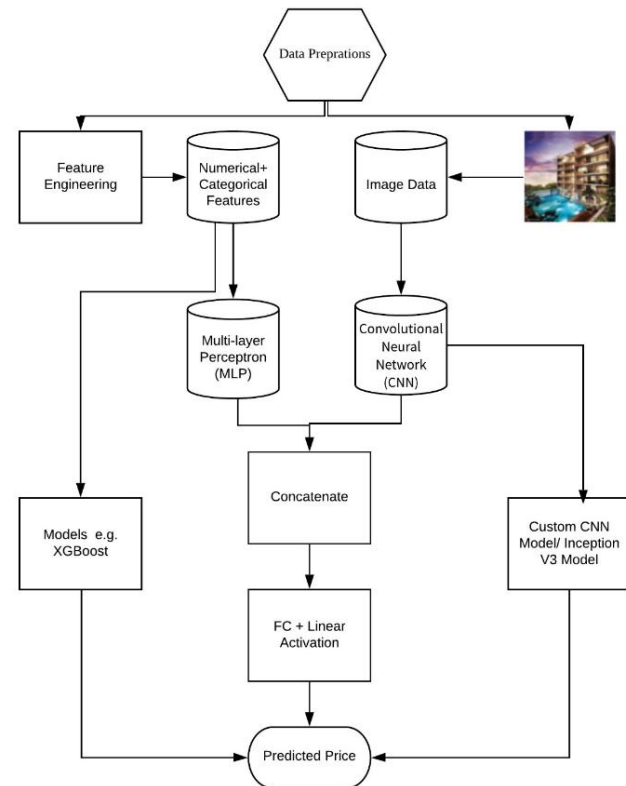 Data Preprations
Feature
Engineering
Numerical+
Categorical
Features
Image Data
Multi-layer
Perceptron
(MLP)
Convolutional
Neural
Network
(CNN)
Concatenate
Models e.g.
XGBoost
Custom CNN
Model/ Inception
V3 Model
FC + Linear
Activation
Predicted Price